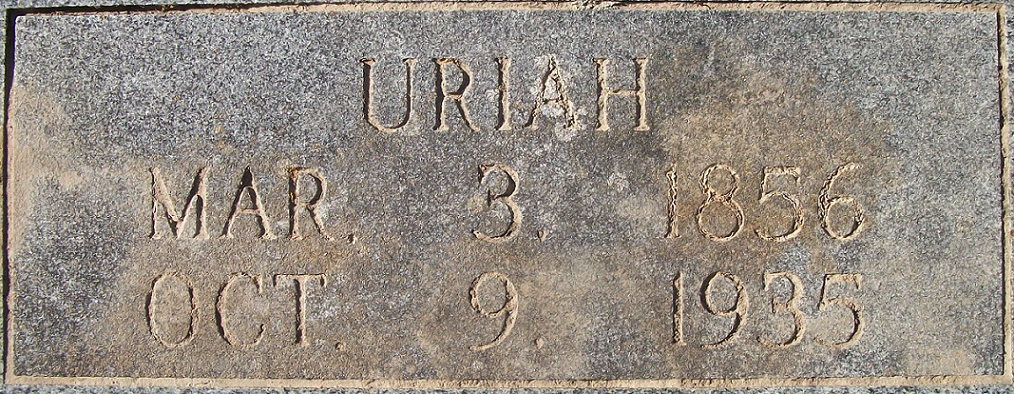 URIAH
MAR. 3. 1856
OCT. 9. 1935